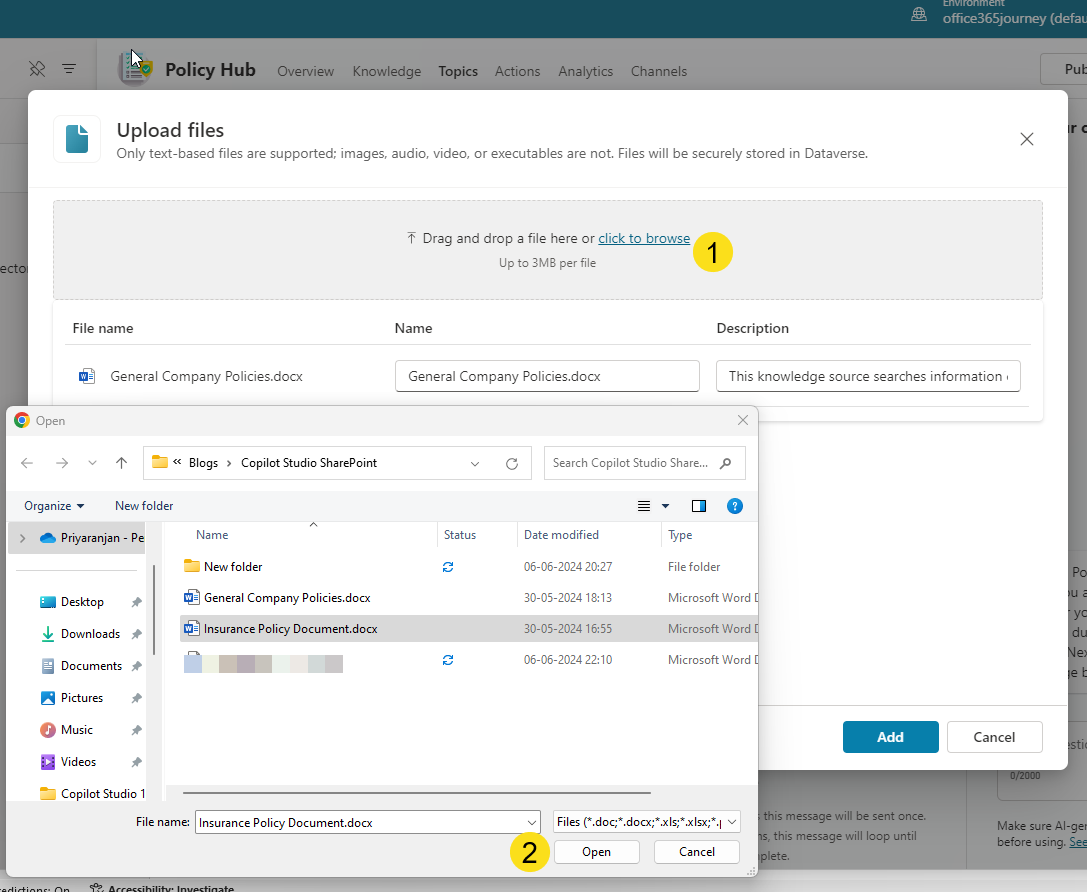 Environment
office365journey (defau
Policy Hub
Overview
Knowledge
Topics
Actions
Analytics
Channels
Pub
Upload files
Only text-based files are supported; images, audio, video, or executables are not. Files will be securely stored in Dataverse.
Drag and drop a file here or click to browse
1
Up to 3MB per file
File name
Name
Description
General Company Policies.docx
General Company Policies.docx
This knowledge source searches information
Open
« Blogs › Copilot Studio SharePoint
Search Copilot Studio Share...
Organize
New folder
Priyaranjan - Pe
Desktop
Downloads
Documents
Pictures
Music
Videos
Copilot Studio 1
Name
Status
Date modified
Type
New folder
06-06-2024 20:27
File folder
General Company Policies.docx
30-05-2024 18:13
Microsoft Word D
Insurance Policy Document.docx
30-05-2024 16:55
Microsoft Word D
06-06-2024 22:10
Microsoft Word D
File name:
Insurance Policy Document.docx
Files (*.doc;*.docx;*.xls;*.xlsx;*.p
2
Open
Cancel
Add
Cancel
0/2000
this message will be sent once.
ns, this message will loop until
mplete.
Make sure AI-gen
before using. See
redictions: On
Accessibility: Investigate